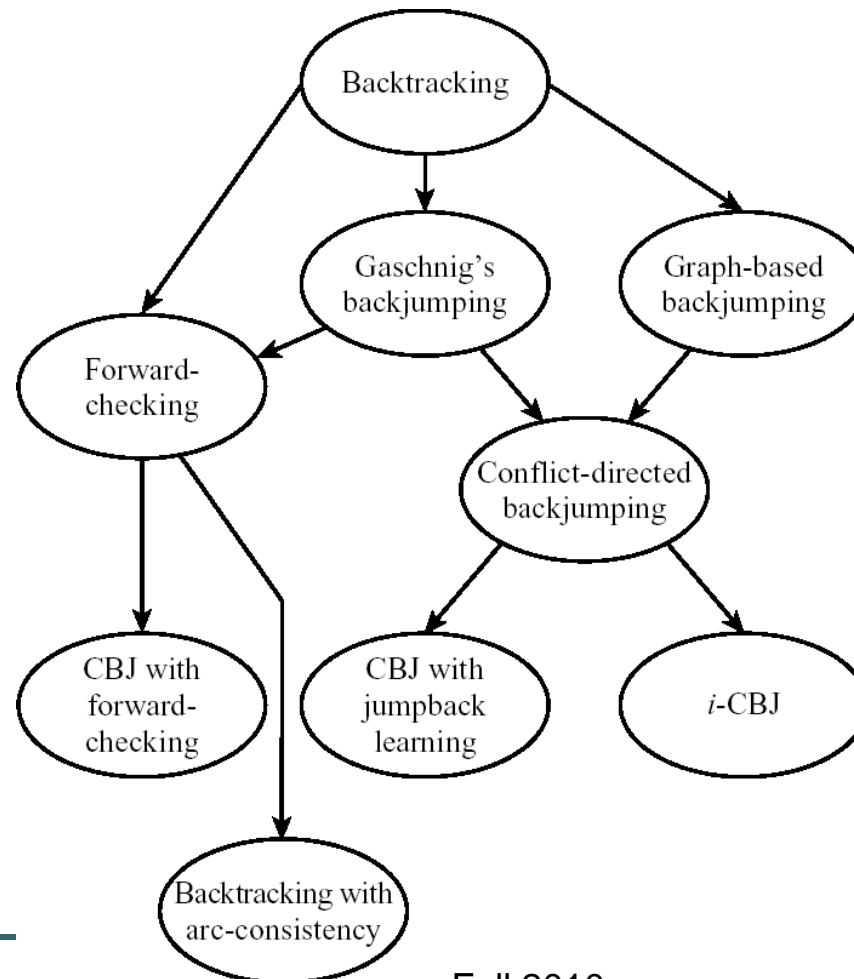 Backtracking
Gaschnig's
backjumping
Graph-based
backjumping
Forward-
checking
Conflict-directed
backjumping
CBJ with
forward-
checking
CBJ with
jumpback
learning
i-CBJ
Backtracking with
arc-consistency